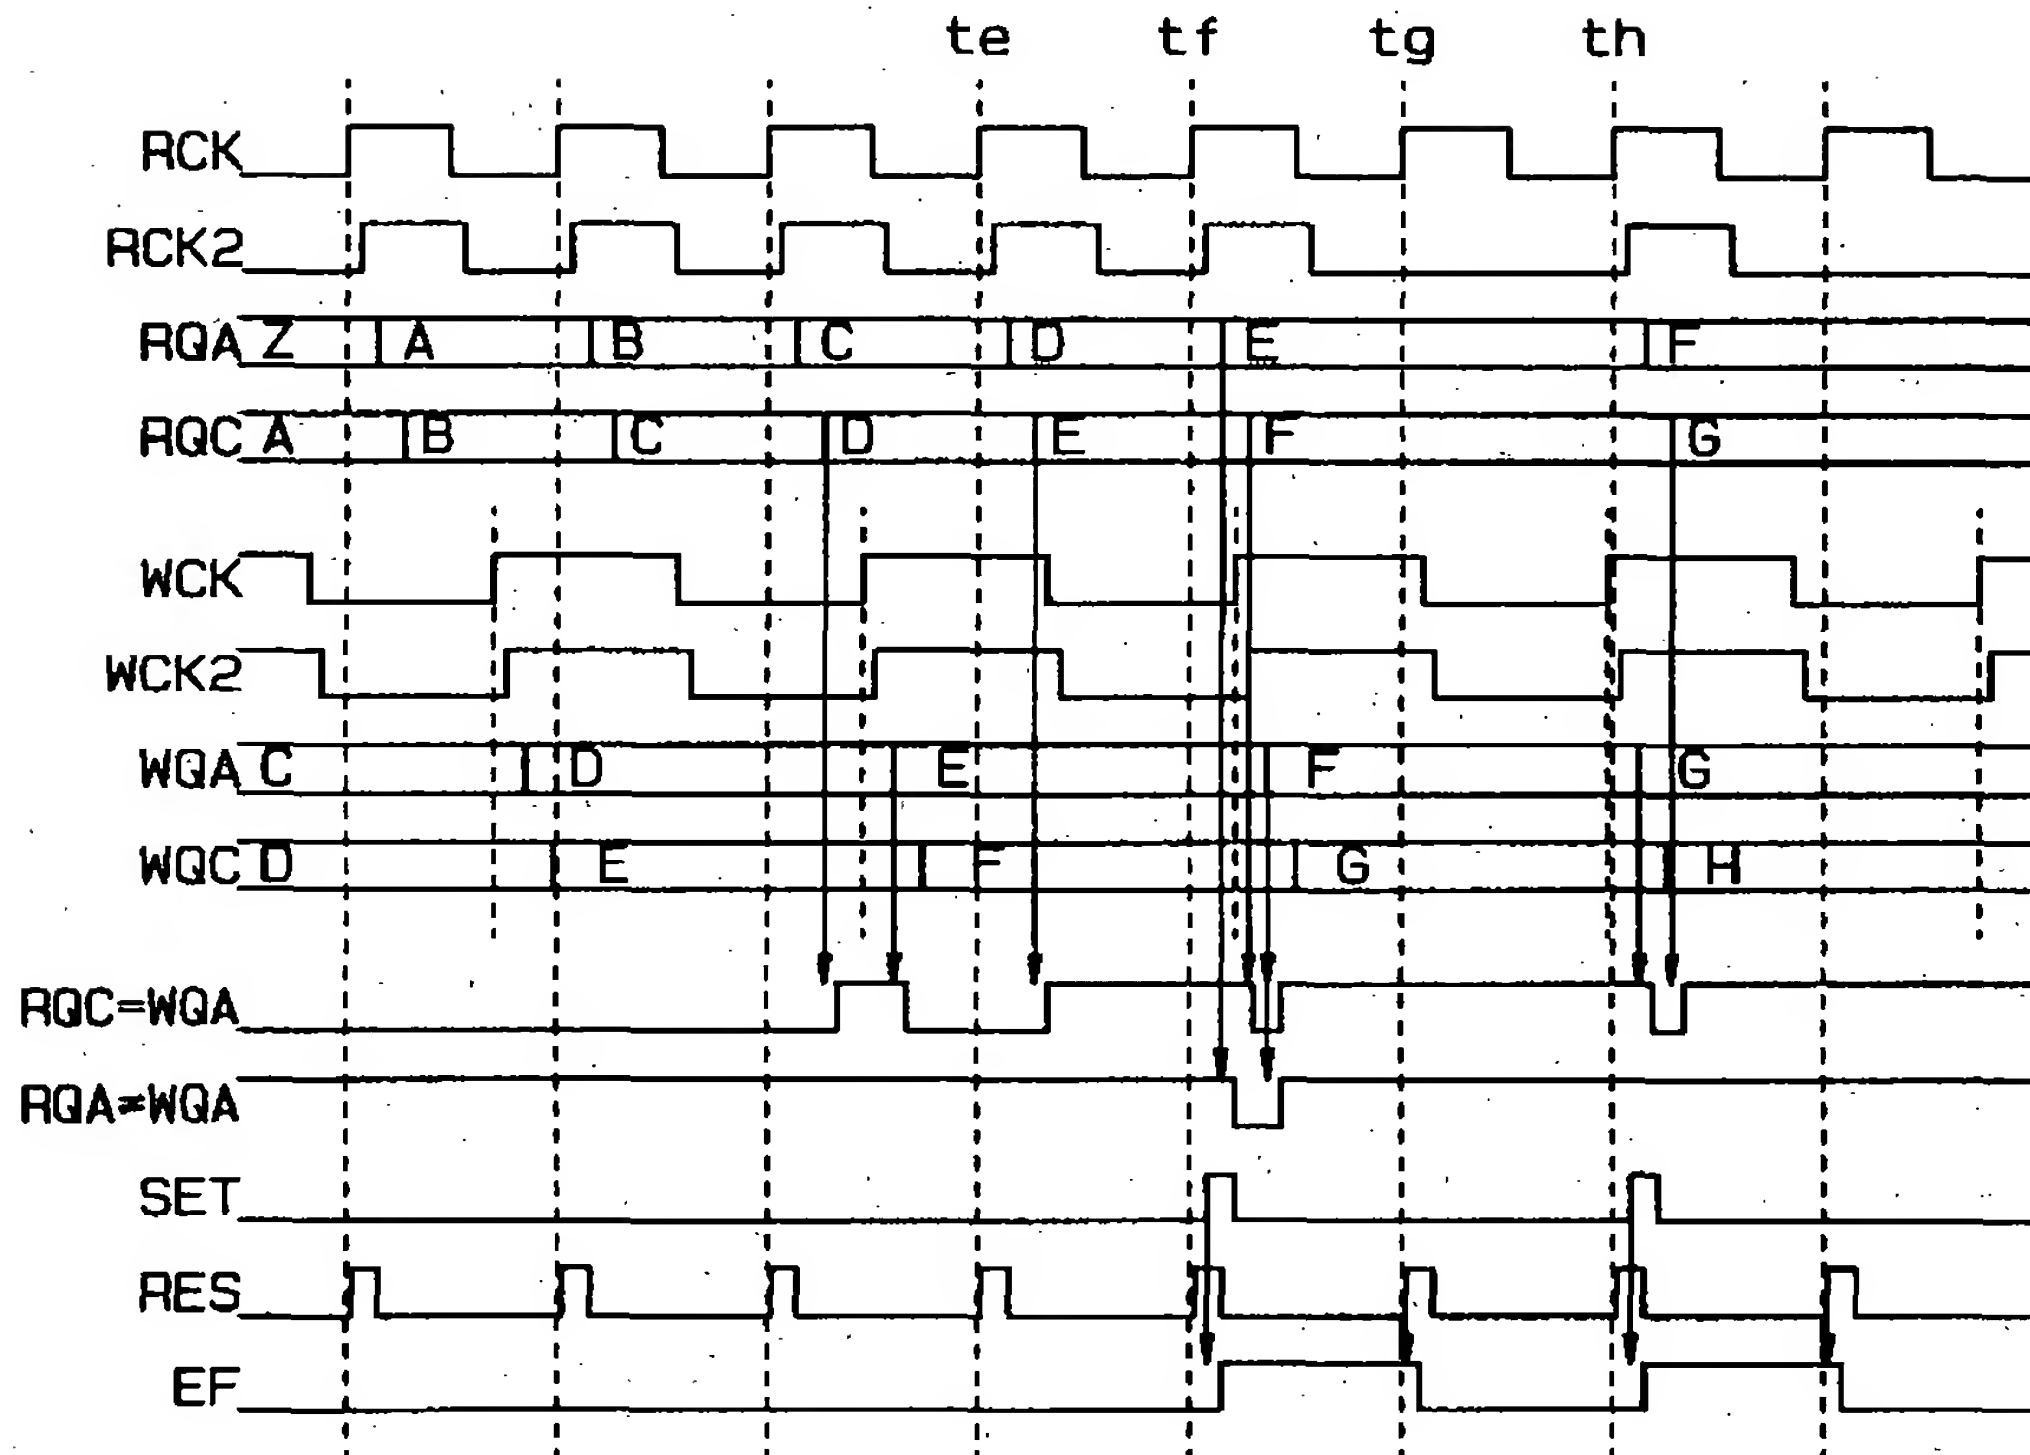 te tf tg th
RCK
RCK2
RQA Z A B C D E F
RQC A B C D E F G
WCK
WCK2
WQA C D E F G
WQC D E F G H
RQC=WQA
RQA≠WQA
SET
RES
EF